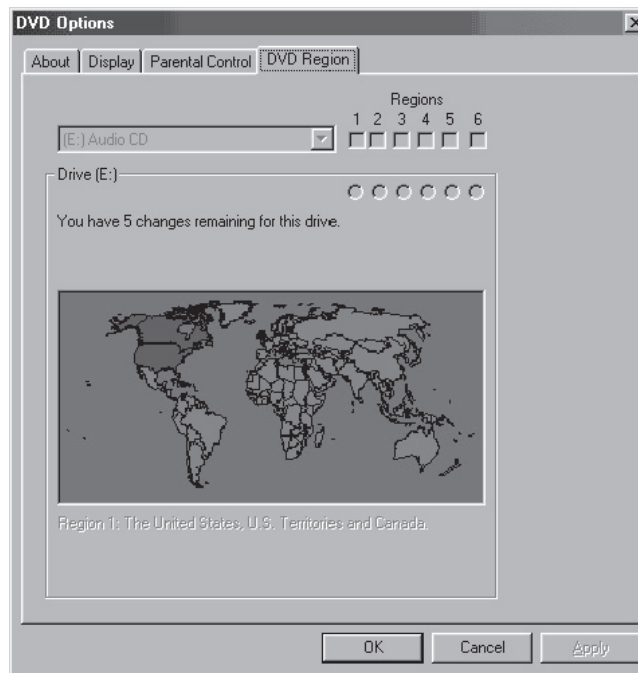 DVD Options
About Display Parental Control DVD Region
Regions
1 2 3 4 5 6
(E:) Audio CD
Drive (E:)
You have 5 changes remaining for this drive.
Region 1: The United States, U.S. Territories and Canada.
OK Cancel Apply